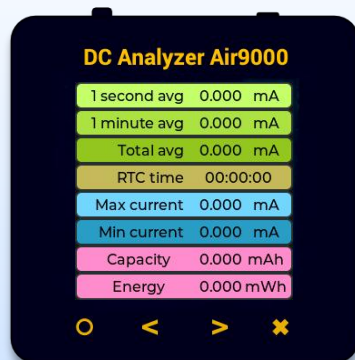 DC Analyzer Air9000
1 second avg 0.000 mA
1 minute avg 0.000 mA
Total avg 0.000 mA
RTC time 00:00:00
Max current 0.000 mA
Min current 0.000 mA
Capacity 0.000 mAh
Energy 0.000 mWh
< >